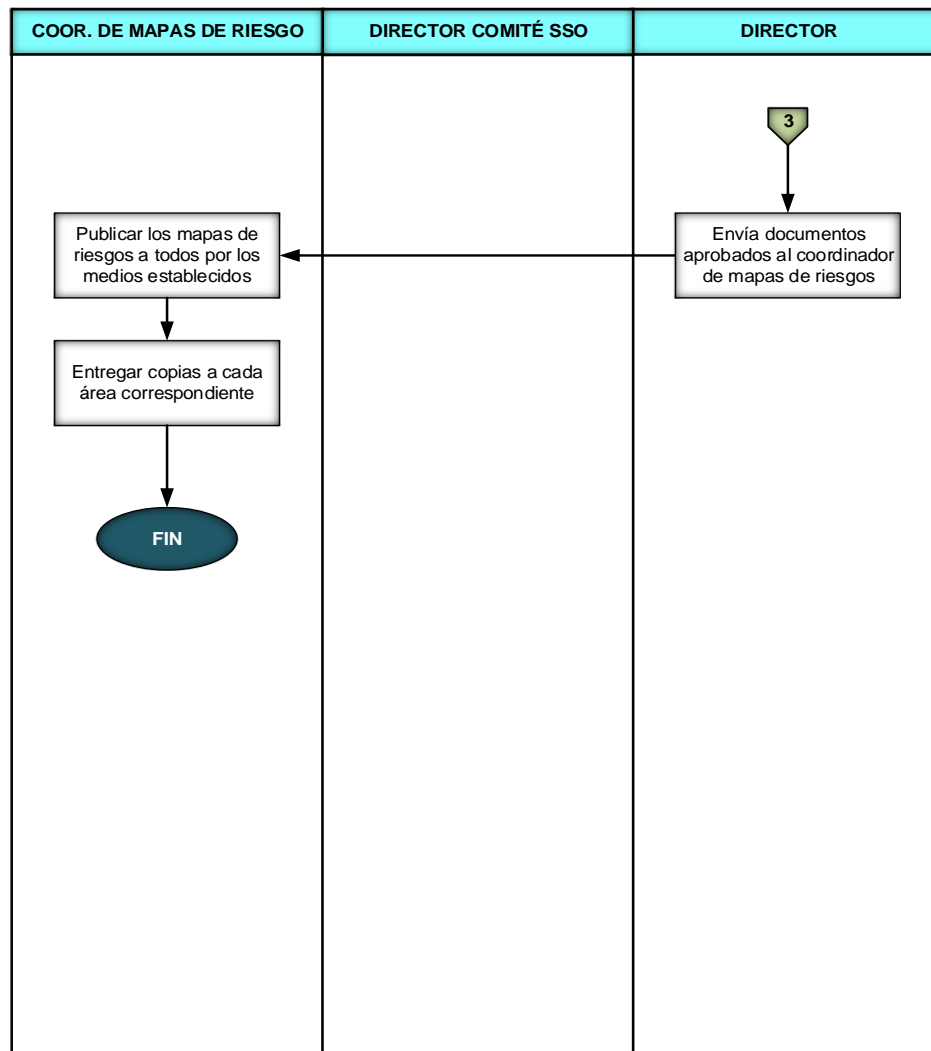 COOR. DE MAPAS DE RIESGO
DIRECTOR COMITÉ SSO
DIRECTOR
3
Publicar los mapas de
riesgos a todos por los
medios establecidos
Envía documentos
aprobados al coordinador
de mapas de riesgos
Entregar copias a cada
área correspondiente
FIN